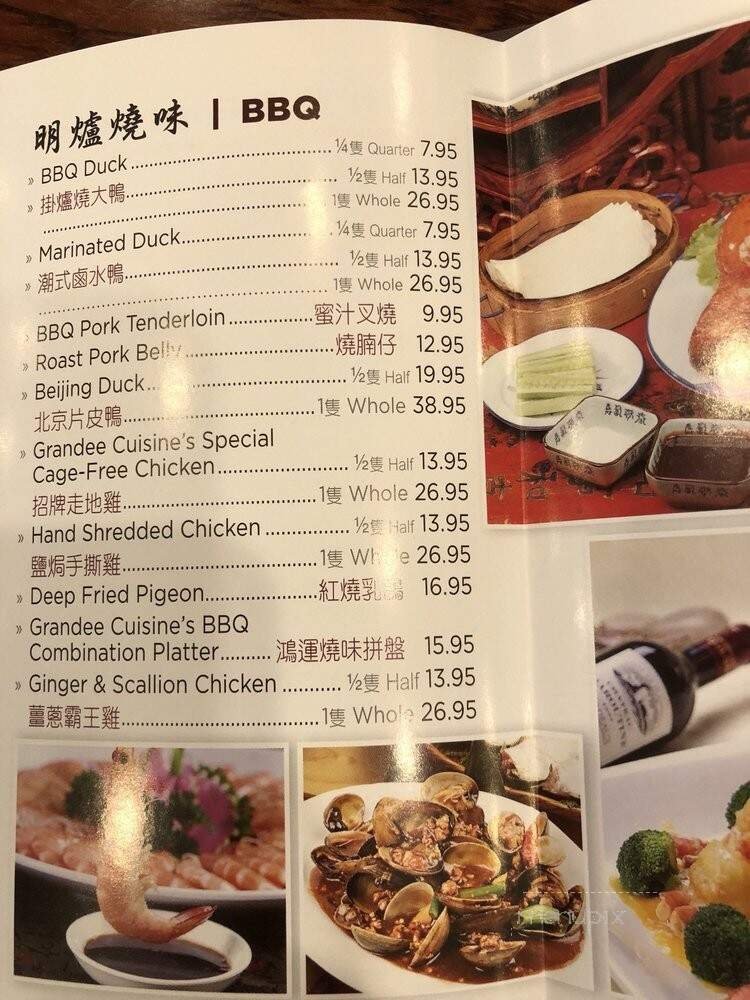 明爐燒味 | BBQ
» BBQ Duck.................................¼隻 Quarter 7.95
» 掛爐燒大鴨..................................½隻 Half 13.95
..................................................1隻 Whole 26.95
» Marinated Duck.........................¼隻 Quarter 7.95
» 潮式鹵水鴨....................................½隻 Half 13.95
..................................................1隻 Whole 26.95
» BBQ Pork Tenderloin..............蜜汁叉燒 9.95
» Roast Pork Belly........................燒腩仔 12.95
» Beijing Duck..................................½隻 Half 19.95
北京片皮鴨................................1隻 Whole 38.95
» Grandee Cuisine's Special
Cage-Free Chicken......................½隻 Half 13.95
招牌走地雞................................1隻 Whole 26.95
» Hand Shredded Chicken ..............½隻 Half 13.95
鹽焗手撕雞................................1隻 Whole 26.95
» Deep Fried Pigeon...................紅燒乳鴿 16.95
» Grandee Cuisine's BBQ
Combination Platter.......... 鴻運燒味拼盤 15.95
» Ginger & Scallion Chicken ..........½隻 Half 13.95
薑蔥霸王雞................................1隻 Whole 26.95
記
menupix